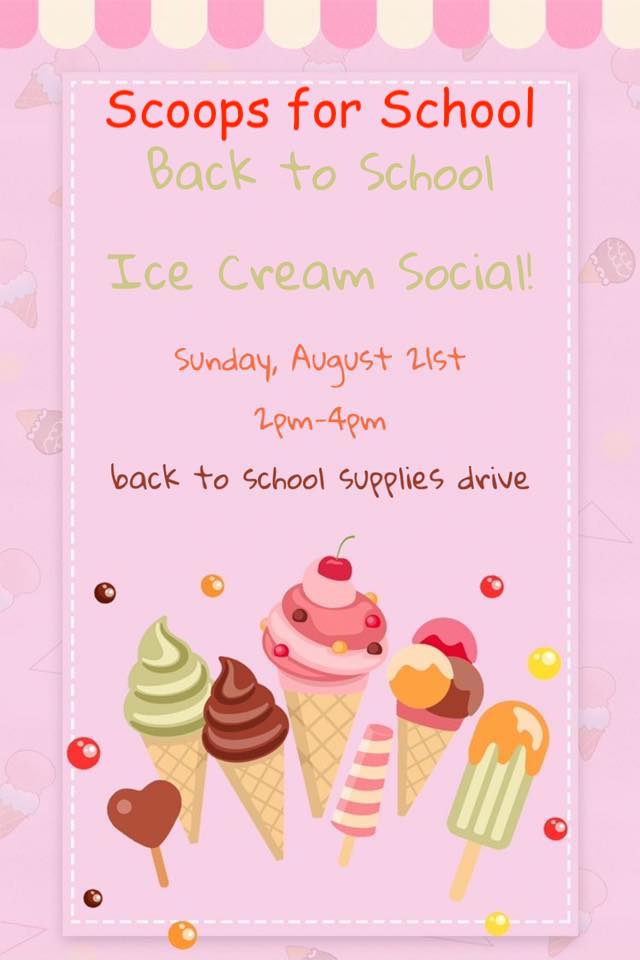 Scoops for School
Back to School
Ice Cream Social!
Sunday, August 21st
2pm-4pm
back to school supplies drive